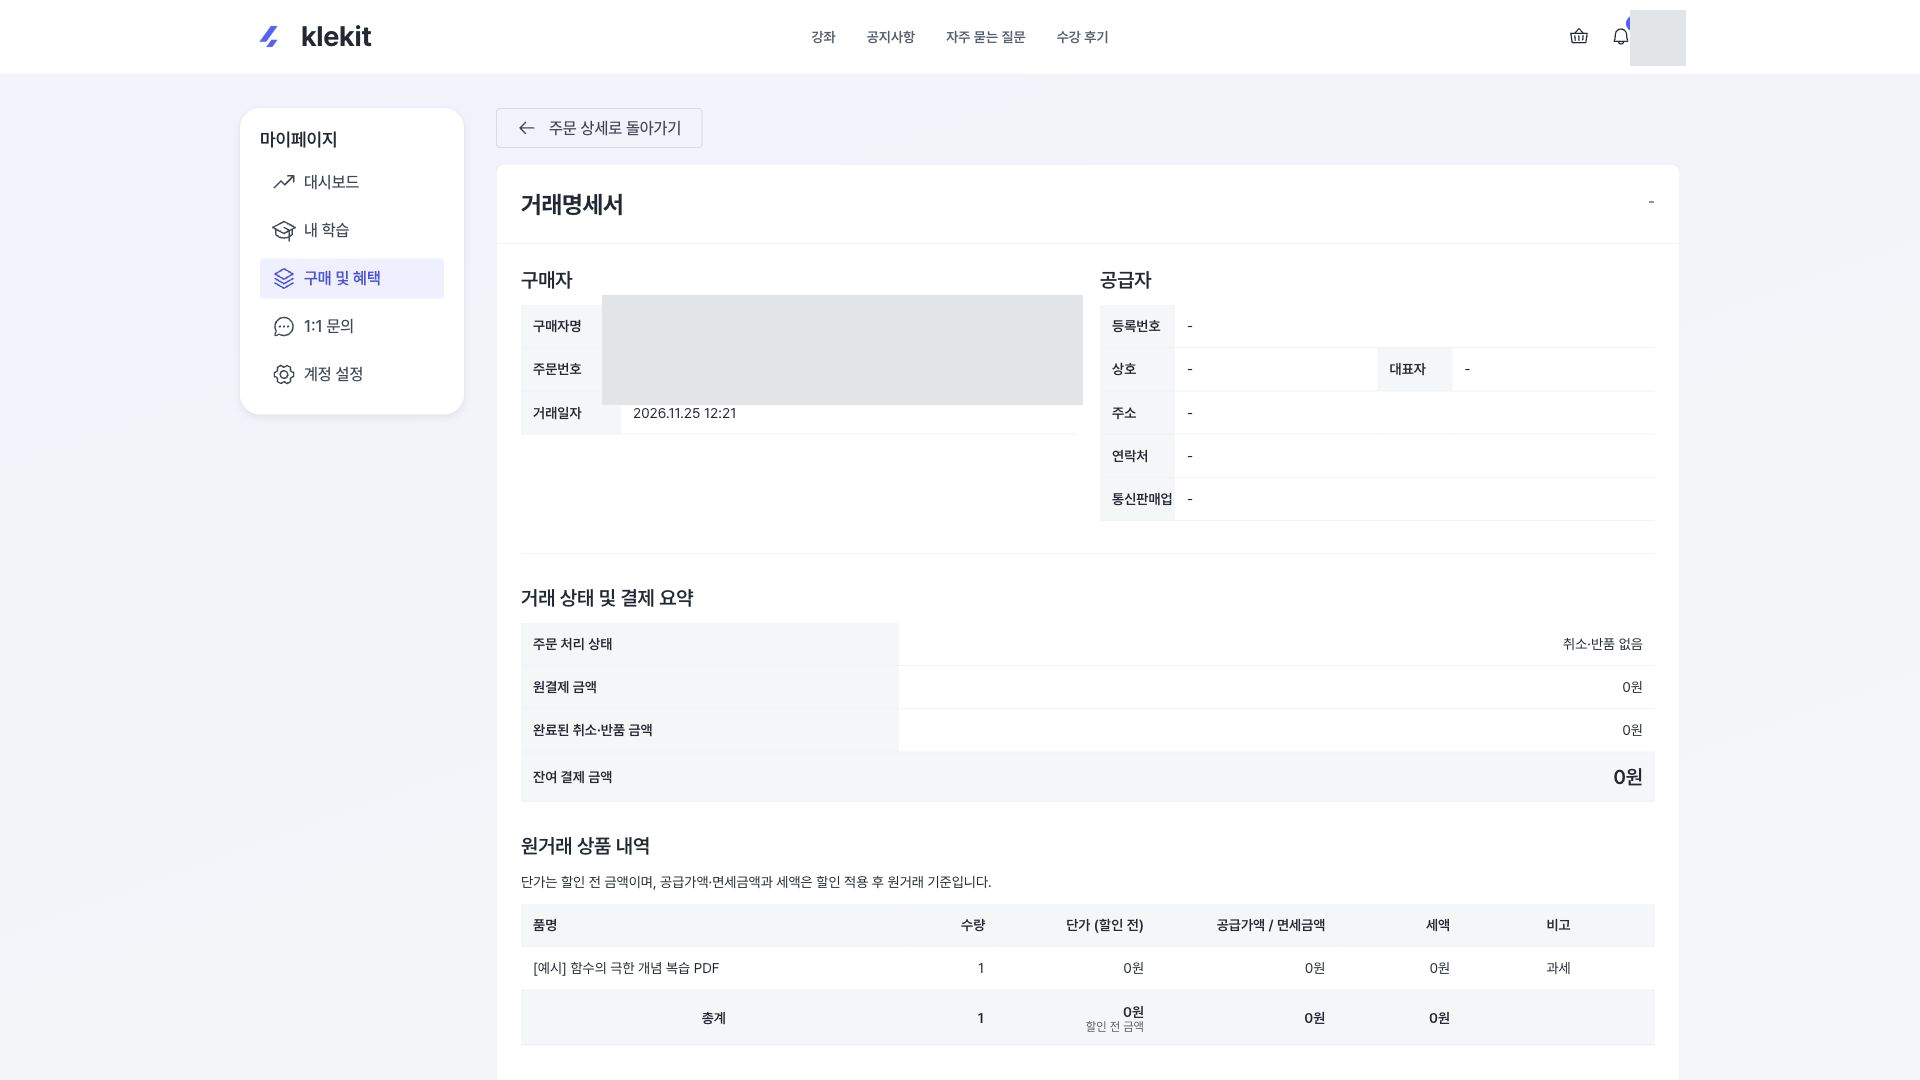 klekit
강좌 공지사항 자주 묻는 질문 수강 후기
마이페이지
대시보드
내 학습
구매 및 혜택
1:1 문의
계정 설정
주문 상세로 돌아가기
거래명세서 -
구매자
구매자명
주문번호
거래일자 2026.11.25 12:21
공급자
등록번호 -
상호 - 대표자 -
주소 -
연락처 -
통신판매업 -
거래 상태 및 결제 요약
주문 처리 상태 취소·반품 없음
원결제 금액 0원
완료된 취소·반품 금액 0원
잔여 결제 금액 0원
원거래 상품 내역
단가는 할인 전 금액이며, 공급가액·면세금액과 세액은 할인 적용 후 원거래 기준입니다.
품명 수량 단가 (할인 전) 공급가액 / 면세금액 세액 비고
[예시] 함수의 극한 개념 복습 PDF 1 0원 0원 0원 과세
총계 1 0원 0원 0원
할인 전 금액